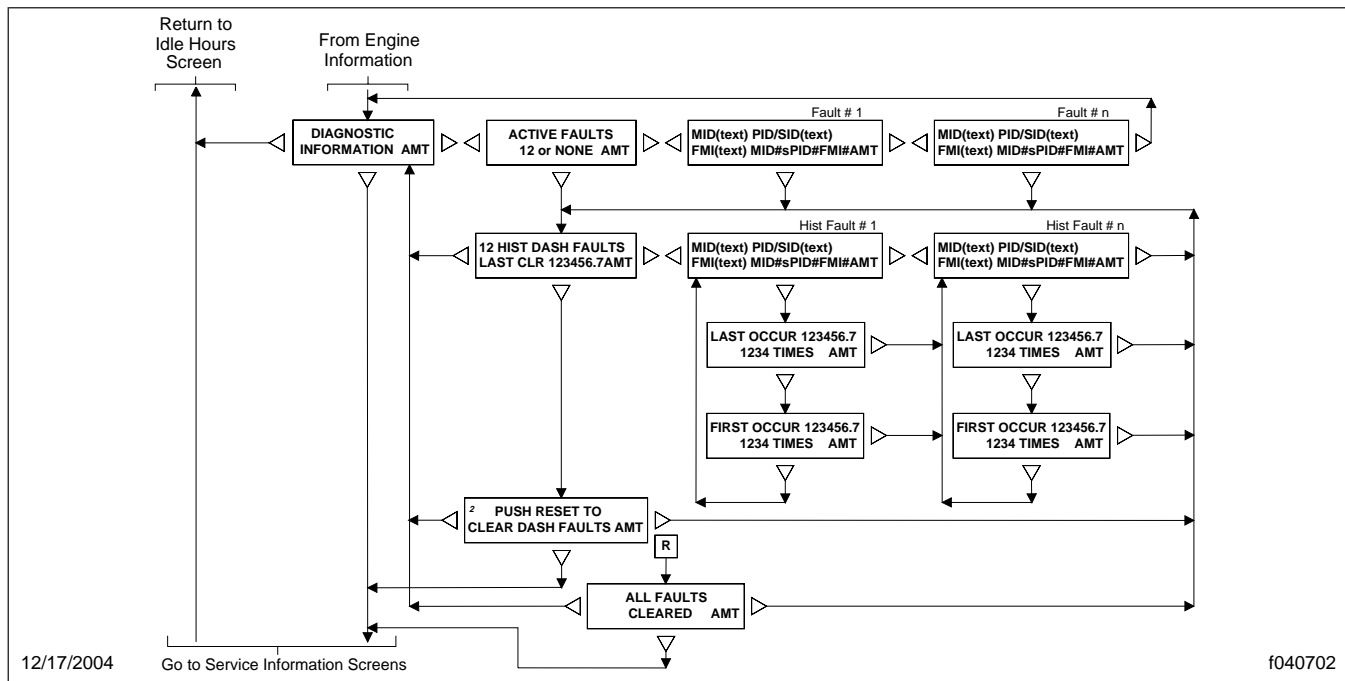 Return to
Idle Hours
Screen
From Engine
Information
Fault # 1
Fault # n
DIAGNOSTIC
INFORMATION AMT
ACTIVE FAULTS
12 or NONE AMT
MID(text) PID/SID(text)
FMI(text) MID#sPID#FMI#AMT
MID(text) PID/SID(text)
FMI(text) MID#sPID#FMI#AMT
Hist Fault # 1
Hist Fault # n
12 HIST DASH FAULTS
LAST CLR 123456.7AMT
MID(text) PID/SID(text)
FMI(text) MID#sPID#FMI#AMT
MID(text) PID/SID(text)
FMI(text) MID#sPID#FMI#AMT
LAST OCCUR 123456.7
1234 TIMES AMT
LAST OCCUR 123456.7
1234 TIMES AMT
FIRST OCCUR 123456.7
1234 TIMES AMT
FIRST OCCUR 123456.7
1234 TIMES AMT
2 PUSH RESET TO
CLEAR DASH FAULTS AMT
R
ALL FAULTS
CLEARED AMT
12/17/2004
Go to Service Information Screens
f040702